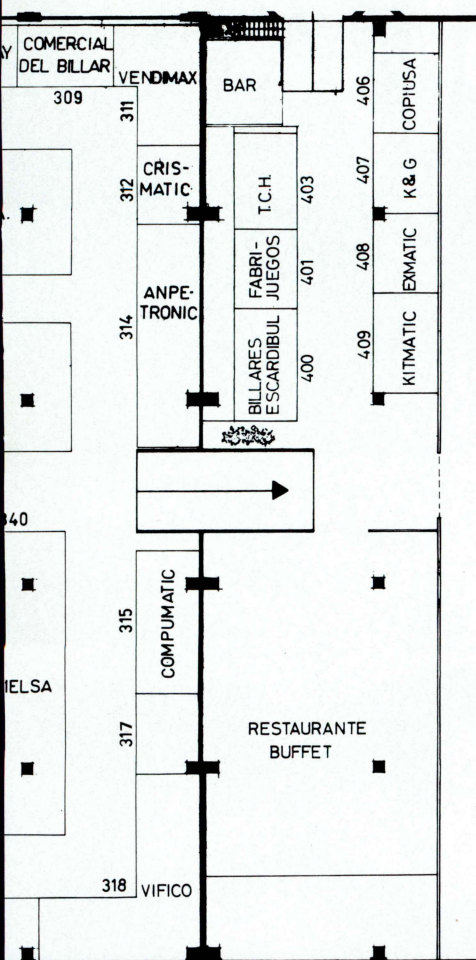 COMERCIAL
DEL BILLAR
309
VENDIMAX
311
CRIS-
MATIC
312
ANPE-
TRONIC
314
BAR
T.C.H.
403
FABRI-
JUEGOS
401
BILLARES
ESCARDIBUL
400
406
COPIUSA
407
K & G
408
EXMATIC
409
KITMATIC
340
315
COMPUMATIC
317
318
VIFICO
RESTAURANTE
BUFFET